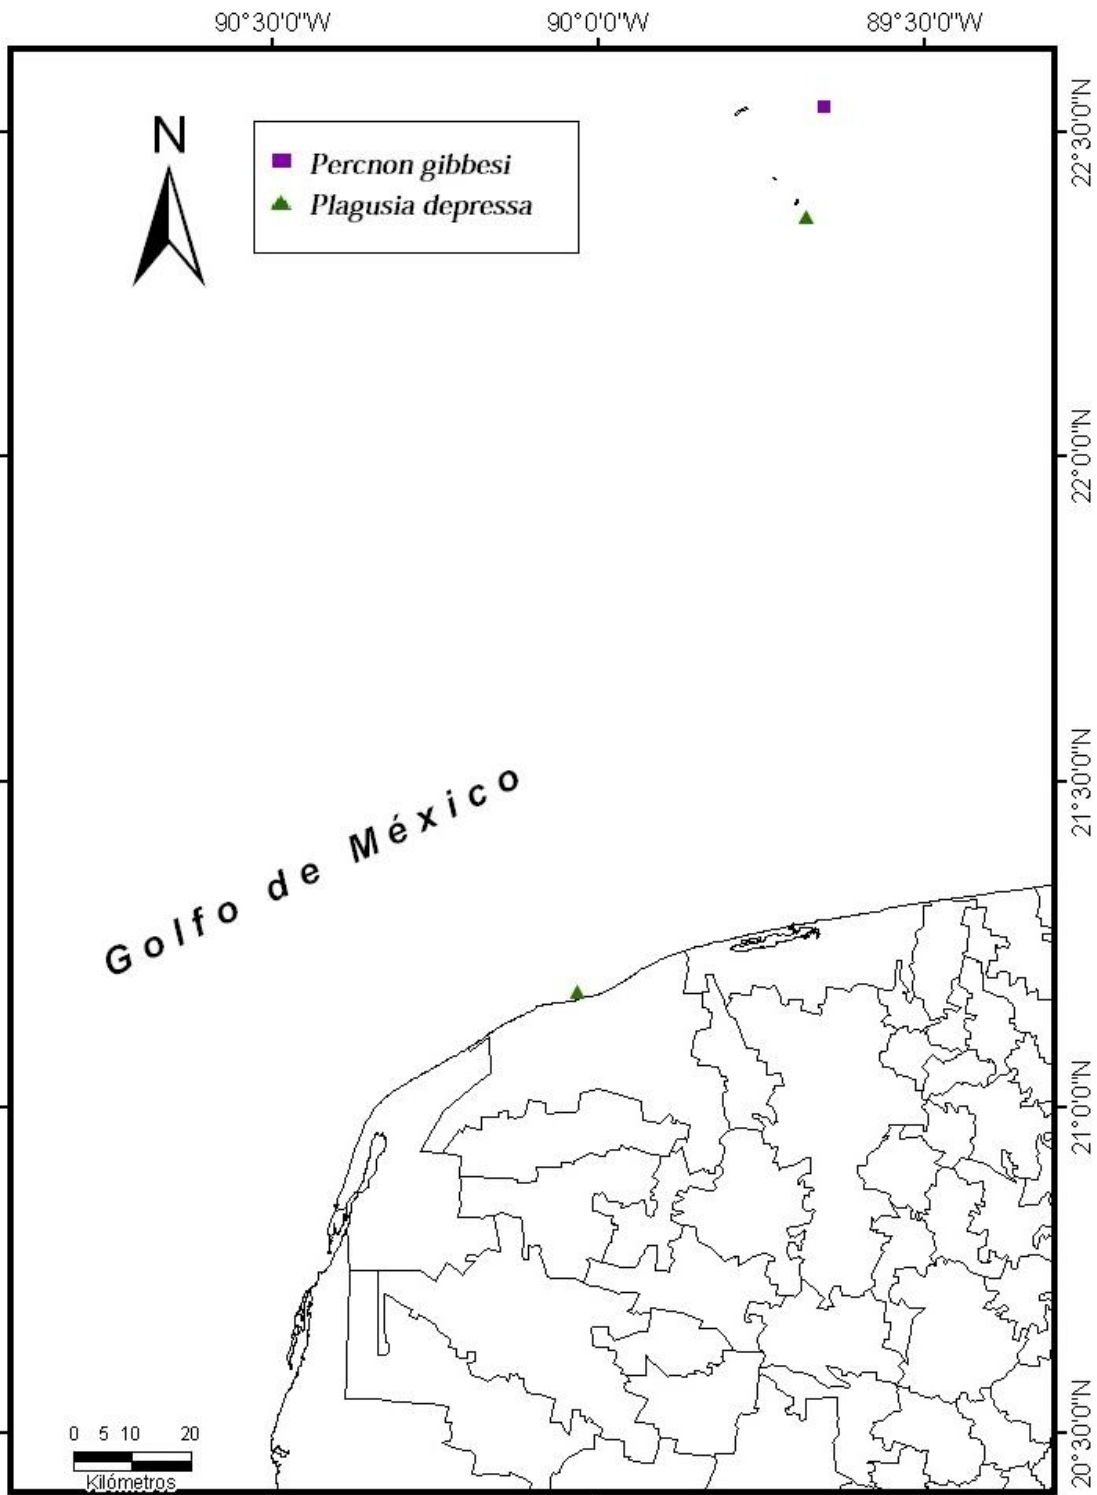 90°30'0"W 90°0'0"W 89°30'0"W
N
Percnon gibbesi
Plagusia depressa
22°30'0"N
22°0'0"N
21°30'0"N
Golfo de México
21°0'0"N
20°30'0"N
0 5 10 20
Kilómetros